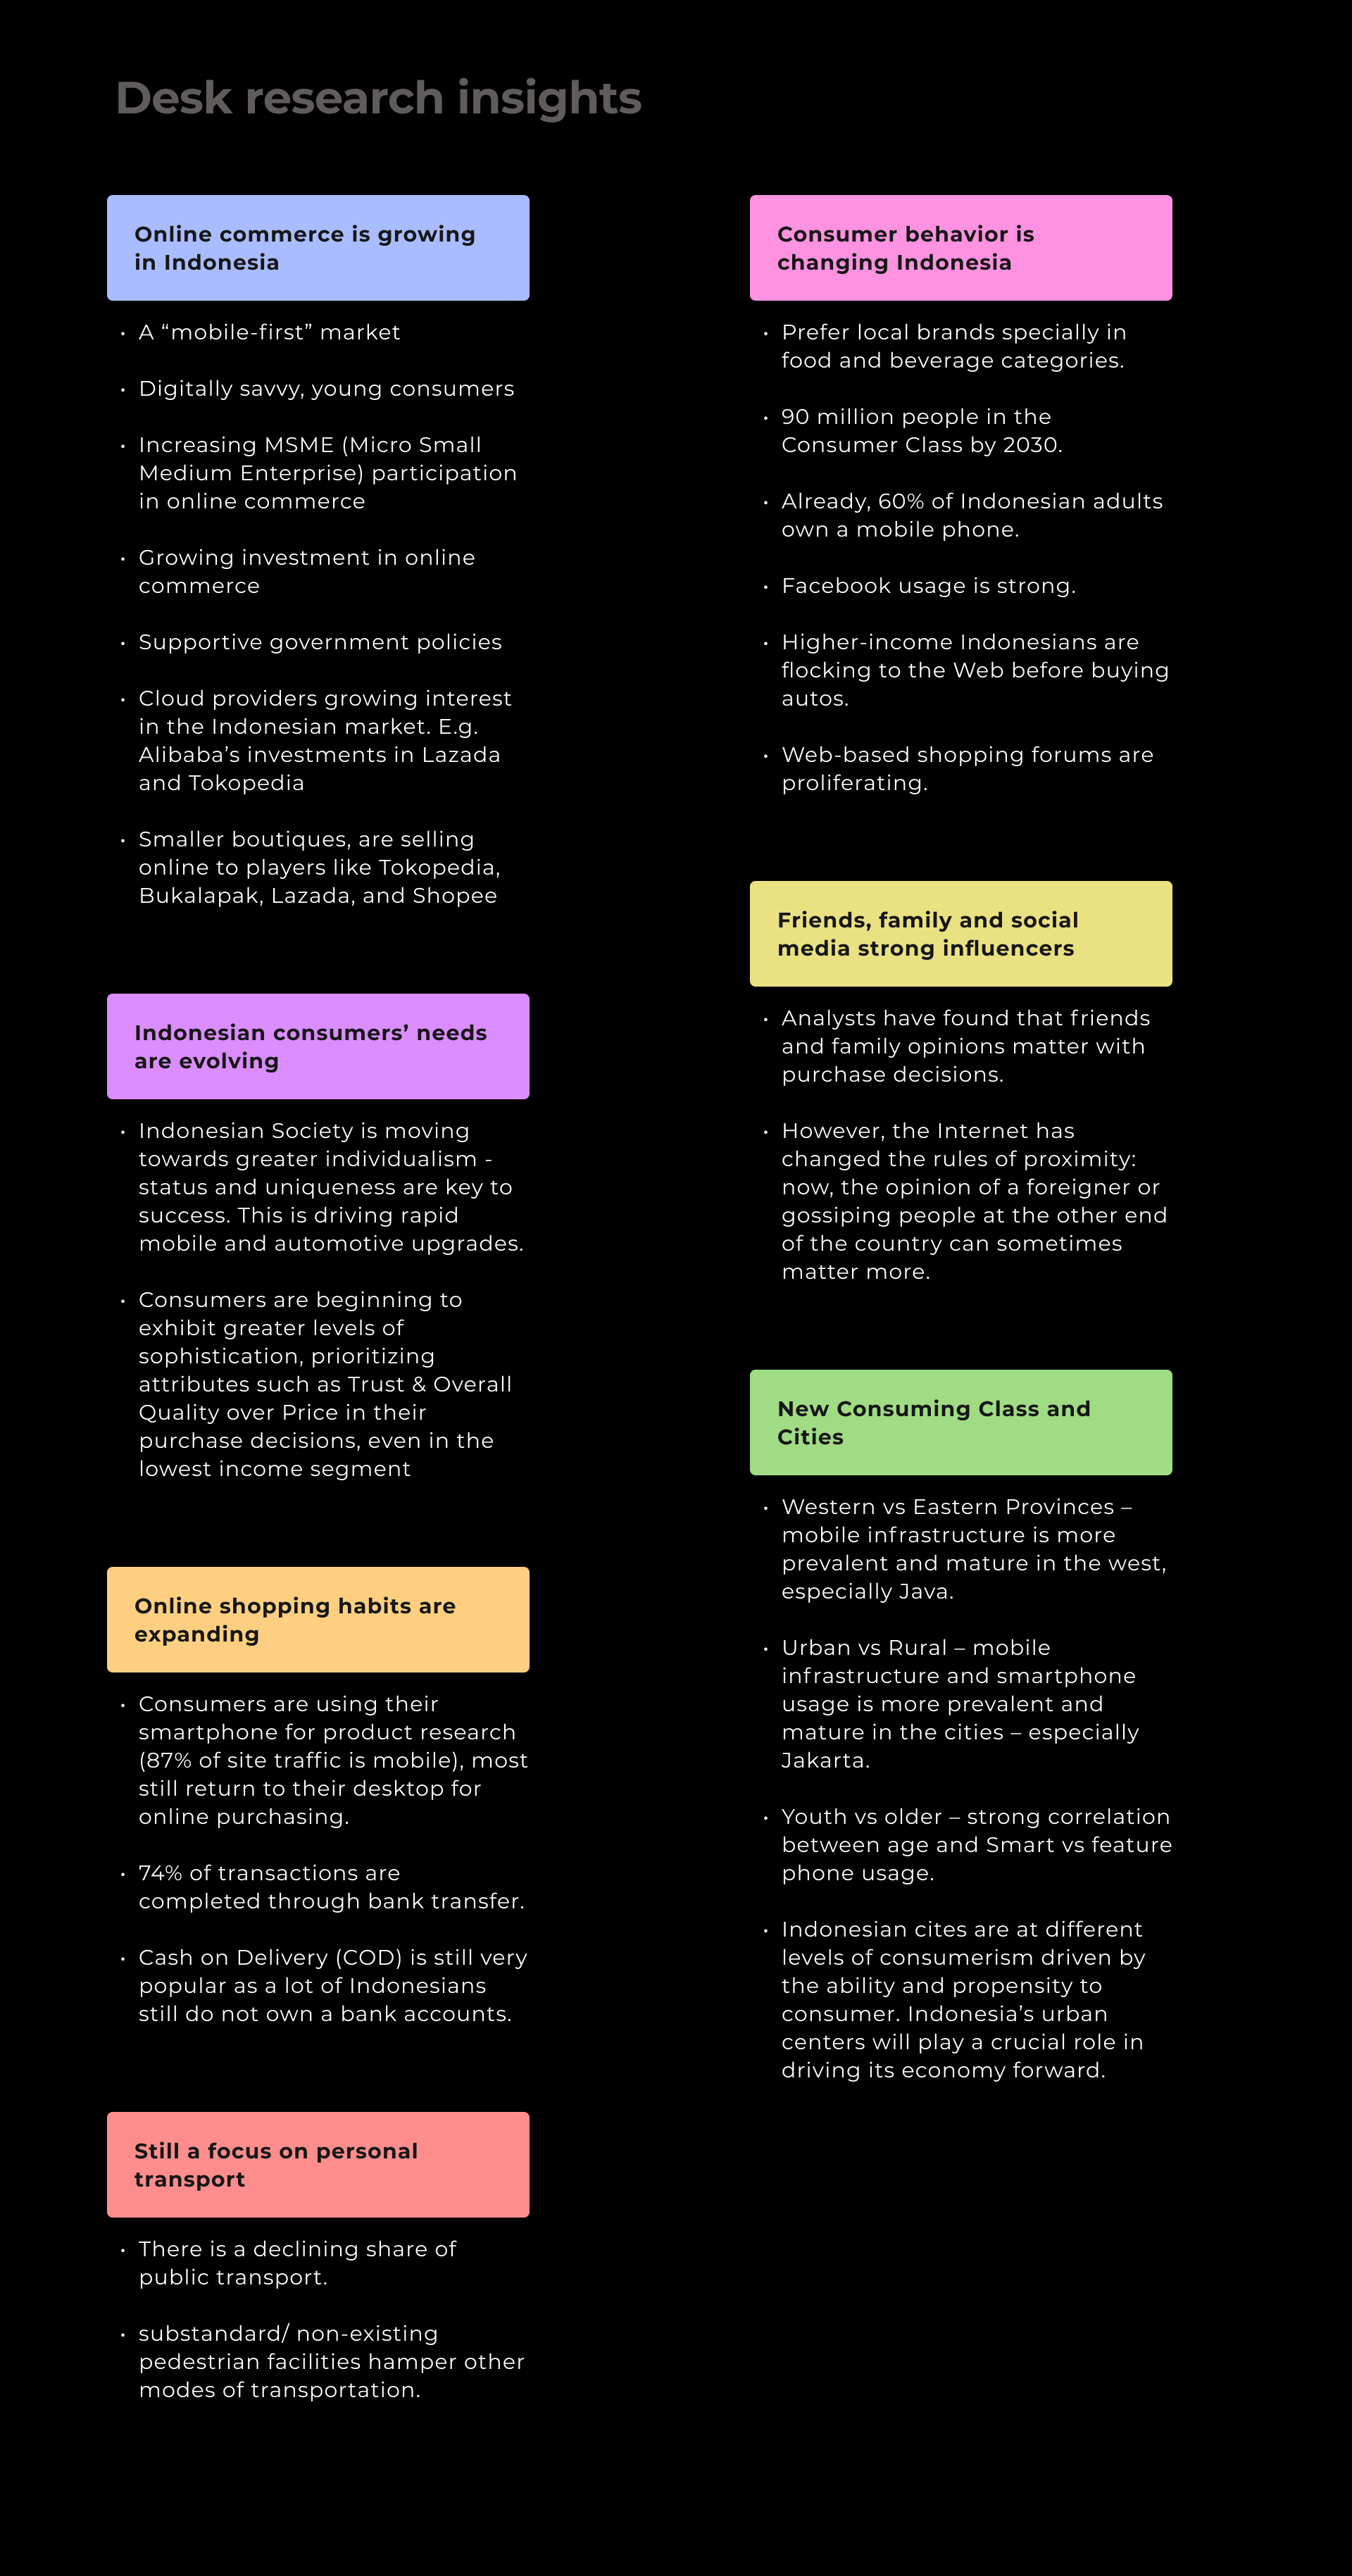 Desk research insights
Online commerce is growing
in Indonesia
• A “mobile-first” market
• Digitally savvy, young consumers
• Increasing MSME (Micro Small
Medium Enterprise) participation
in online commerce
• Growing investment in online
commerce
• Supportive government policies
• Cloud providers growing interest
in the Indonesian market. E.g.
Alibaba’s investments in Lazada
and Tokopedia
• Smaller boutiques, are selling
online to players like Tokopedia,
Bukalapak, Lazada, and Shopee
Indonesian consumers’ needs
are evolving
• Indonesian Society is moving
towards greater individualism -
status and uniqueness are key to
success. This is driving rapid
mobile and automotive upgrades.
• Consumers are beginning to
exhibit greater levels of
sophistication, prioritizing
attributes such as Trust & Overall
Quality over Price in their
purchase decisions, even in the
lowest income segment
Online shopping habits are
expanding
• Consumers are using their
smartphone for product research
(87% of site traffic is mobile), most
still return to their desktop for
online purchasing.
• 74% of transactions are
completed through bank transfer.
• Cash on Delivery (COD) is still very
popular as a lot of Indonesians
still do not own a bank accounts.
Still a focus on personal
transport
• There is a declining share of
public transport.
• substandard/ non-existing
pedestrian facilities hamper other
modes of transportation.
Consumer behavior is
changing Indonesia
• Prefer local brands specially in
food and beverage categories.
• 90 million people in the
Consumer Class by 2030.
• Already, 60% of Indonesian adults
own a mobile phone.
• Facebook usage is strong.
• Higher-income Indonesians are
flocking to the Web before buying
autos.
• Web-based shopping forums are
proliferating.
Friends, family and social
media strong influencers
• Analysts have found that friends
and family opinions matter with
purchase decisions.
• However, the Internet has
changed the rules of proximity:
now, the opinion of a foreigner or
gossiping people at the other end
of the country can sometimes
matter more.
New Consuming Class and
Cities
• Western vs Eastern Provinces –
mobile infrastructure is more
prevalent and mature in the west,
especially Java.
• Urban vs Rural – mobile
infrastructure and smartphone
usage is more prevalent and
mature in the cities – especially
Jakarta.
• Youth vs older – strong correlation
between age and Smart vs feature
phone usage.
• Indonesian cites are at different
levels of consumerism driven by
the ability and propensity to
consumer. Indonesia’s urban
centers will play a crucial role in
driving its economy forward.